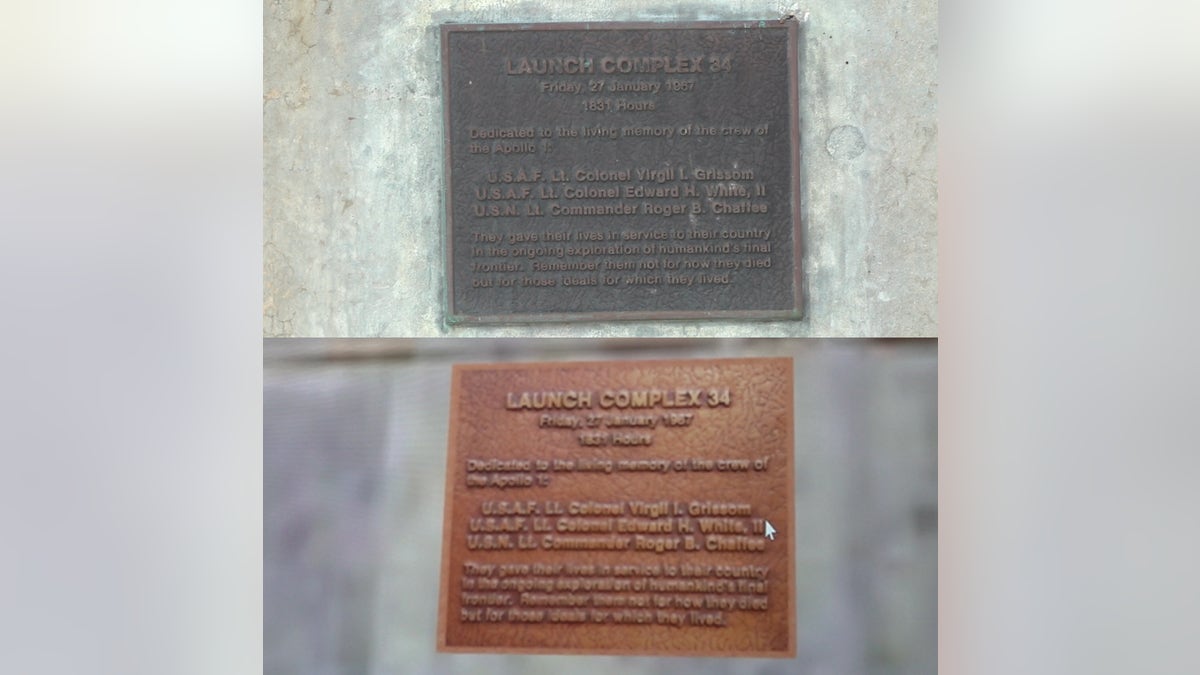 LAUNCH COMPLEX 34
Friday, 27 January 1967
1831 Hours
Dedicated to the living memory of the crew of
the Apollo 1:
U.S.A.F. Lt. Colonel Virgil I. Grissom
U.S.A.F. Lt. Colonel Edward H. White, II
U.S.N. Lt. Commander Roger B. Chaffee
They gave their lives in service to their country
in the ongoing exploration of humankind's final
frontier. Remember them not for how they died
but for those ideals for which they lived.
LAUNCH COMPLEX 34
Friday, 27 January 1967
1831 Hours
Dedicated to the living memory of the crew of
the Apollo 1:
U.S.A.F. Lt. Colonel Virgil I. Grissom
U.S.A.F. Lt. Colonel Edward H. White, II
U.S.N. Lt. Commander Roger B. Chaffee
They gave their lives in service to their country
in the ongoing exploration of humankind's final
frontier. Remember them not for how they died
but for those ideals for which they lived.